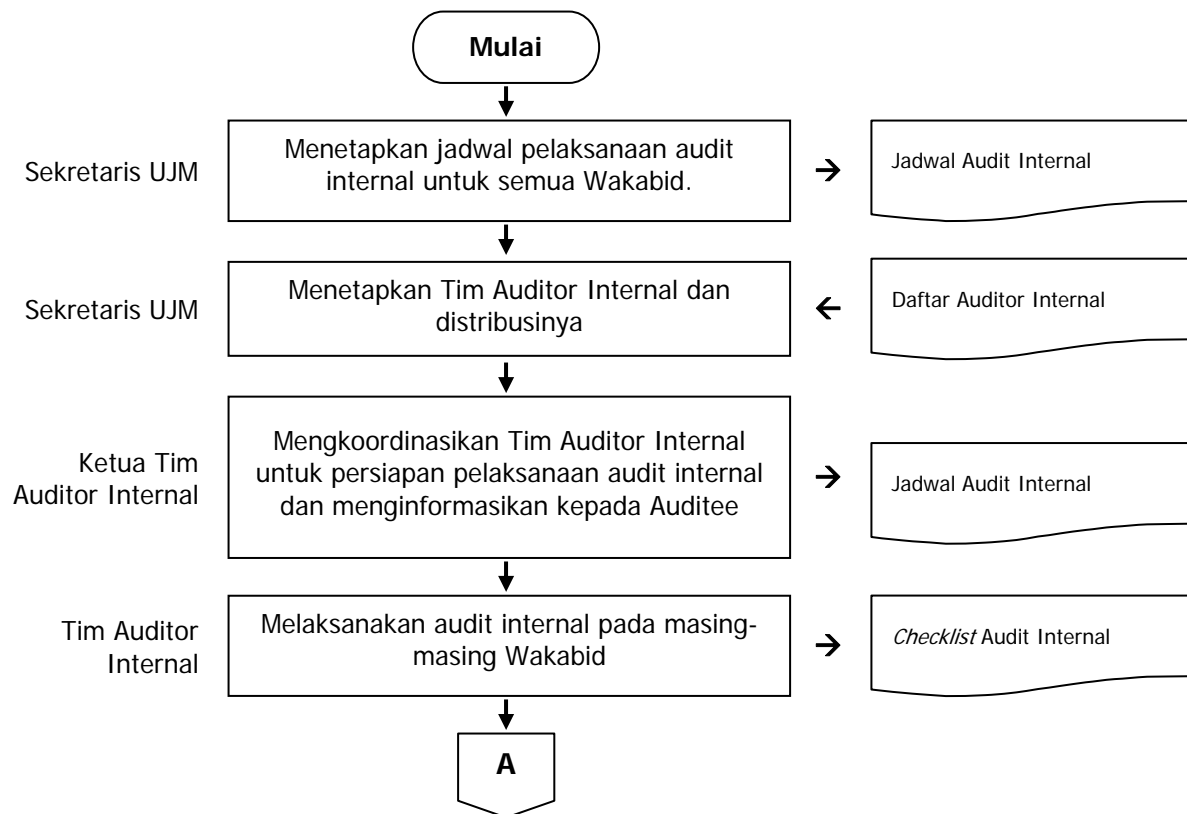 Mulai
Sekretaris UJM
Menetapkan jadwal pelaksanaan audit
internal untuk semua Wakabid.
→
Jadwal Audit Internal
Sekretaris UJM
Menetapkan Tim Auditor Internal dan
distribusinya
←
Daftar Auditor Internal
Ketua Tim
Auditor Internal
Mengkoordinasikan Tim Auditor Internal
untuk persiapan pelaksanaan audit internal
dan menginformasikan kepada Auditee
→
Jadwal Audit Internal
Tim Auditor
Internal
Melaksanakan audit internal pada masing-
masing Wakabid
→
Checklist Audit Internal
A